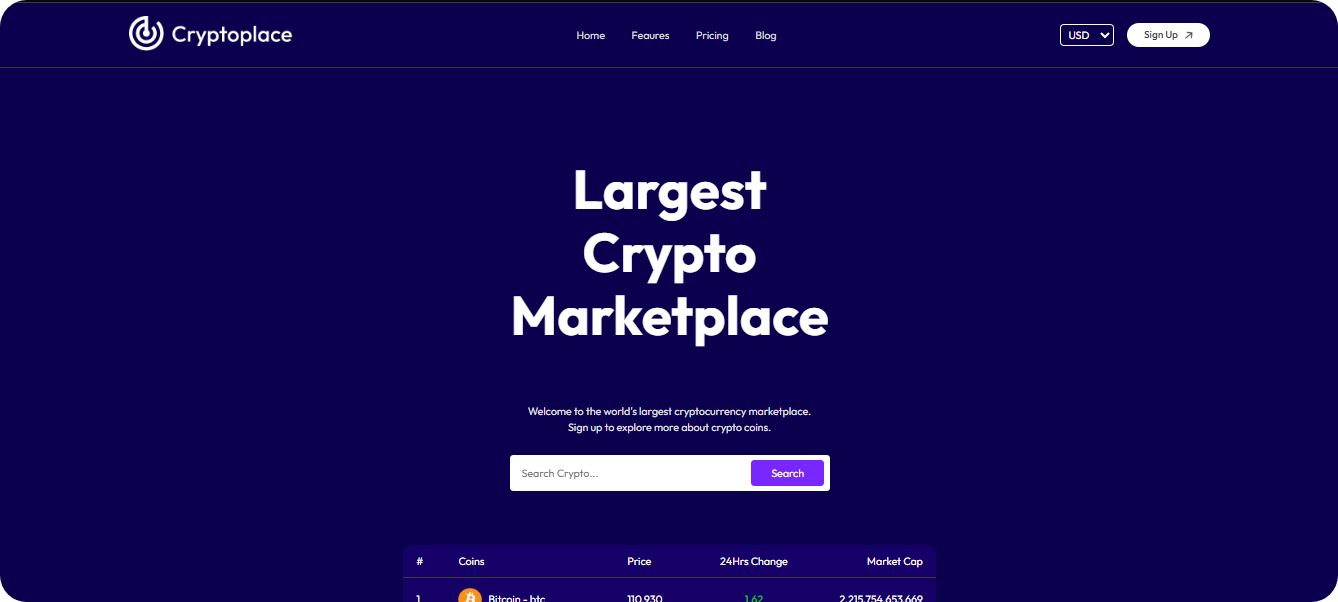 Cryptoplace
Home Feaures Pricing Blog
USD
Sign Up
Largest
Crypto
Marketplace
Welcome to the world's largest cryptocurrency marketplace.
Sign up to explore more about crypto coins.
Search Crypto...
Search
# Coins Price 24Hrs Change Market Cap
1 Bitcoin - btc 110,930 1.62 2,215,754,653,669